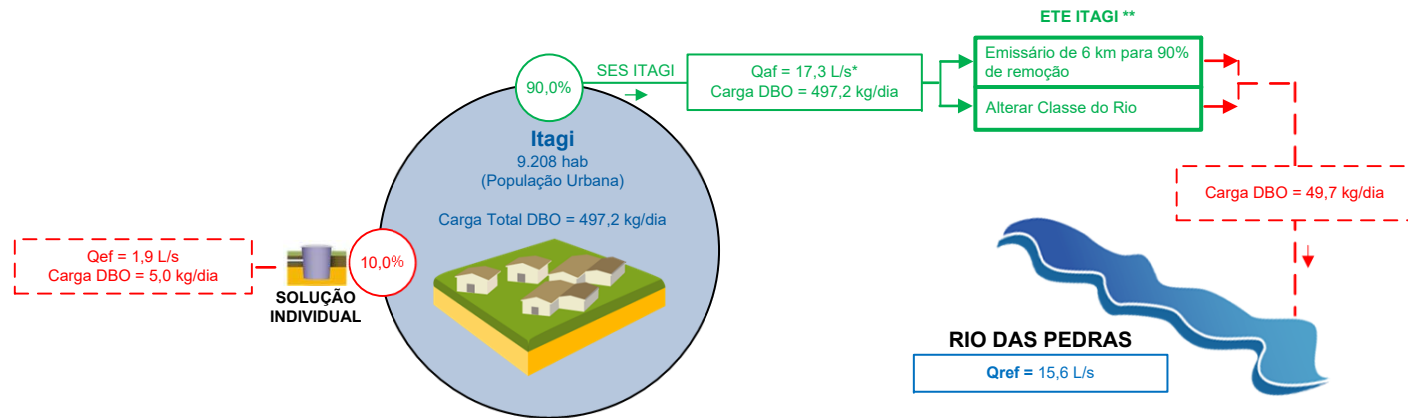 ETE ITAGI **
Emissário de 6 km para 90%
de remoção
Alterar Classe do Rio
SES ITAGI
Qaf = 17,3 L/s*
Carga DBO = 497,2 kg/dia
90,0%
Itagi
9.208 hab
(População Urbana)
Carga Total DBO = 497,2 kg/dia
Carga DBO = 49,7 kg/dia
Qef = 1,9 L/s
Carga DBO = 5,0 kg/dia
10,0%
SOLUÇÃO
INDIVIDUAL
RIO DAS PEDRAS
Qref = 15,6 L/s